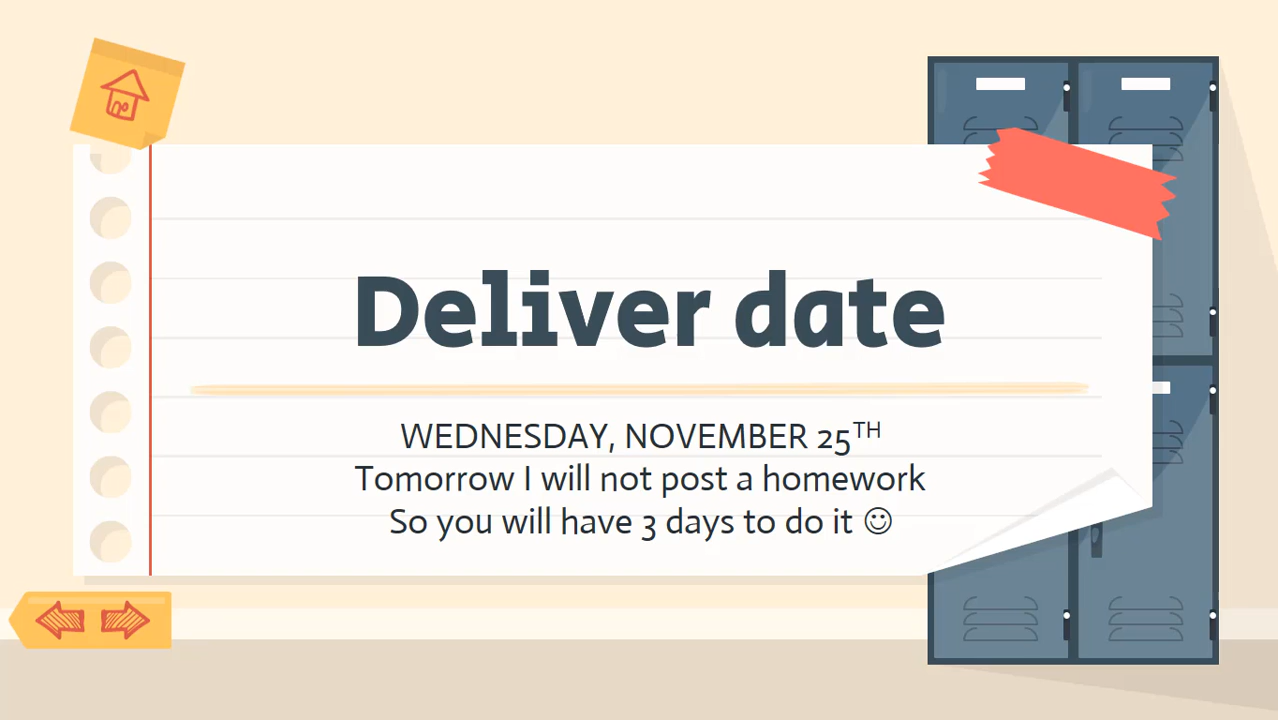 Deliver date
WEDNESDAY, NOVEMBER 25TH
Tomorrow I will not post a homework
So you will have 3 days to do it ☺